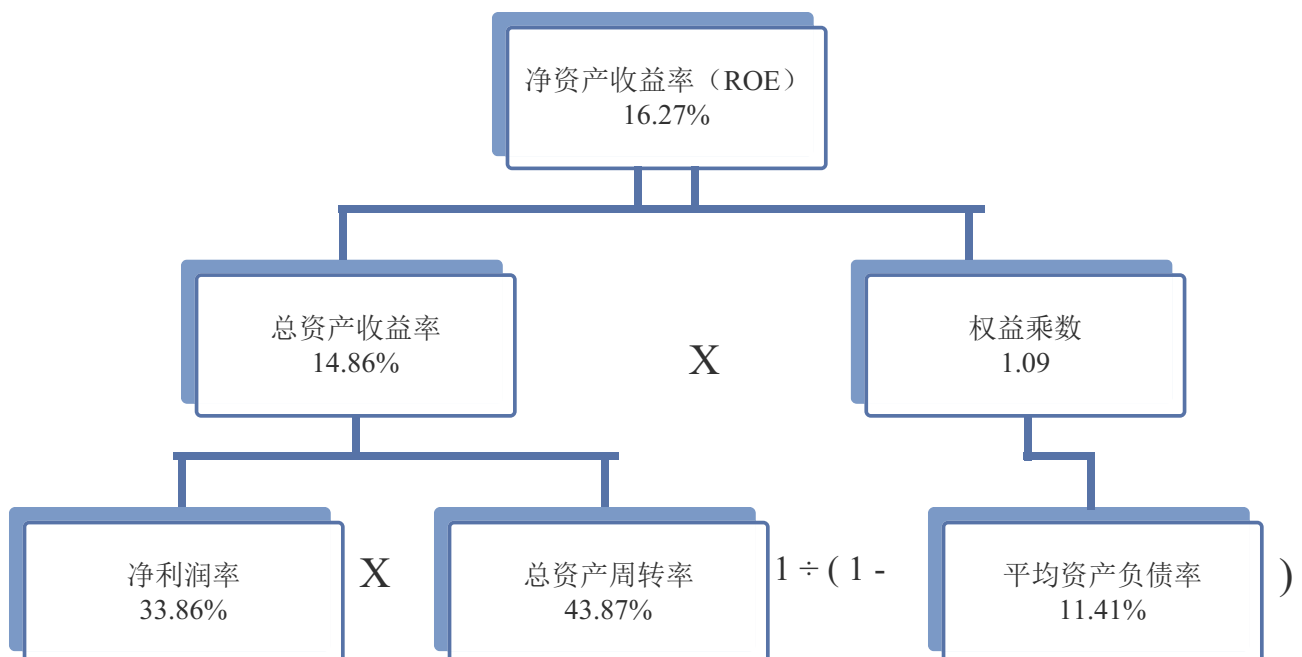 净资产收益率（ROE）
16.27%
总资产收益率
14.86%
X
权益乘数
1.09
净利润率
33.86%
X
总资产周转率
43.87%
1 ÷ ( 1 -
平均资产负债率
11.41%
)